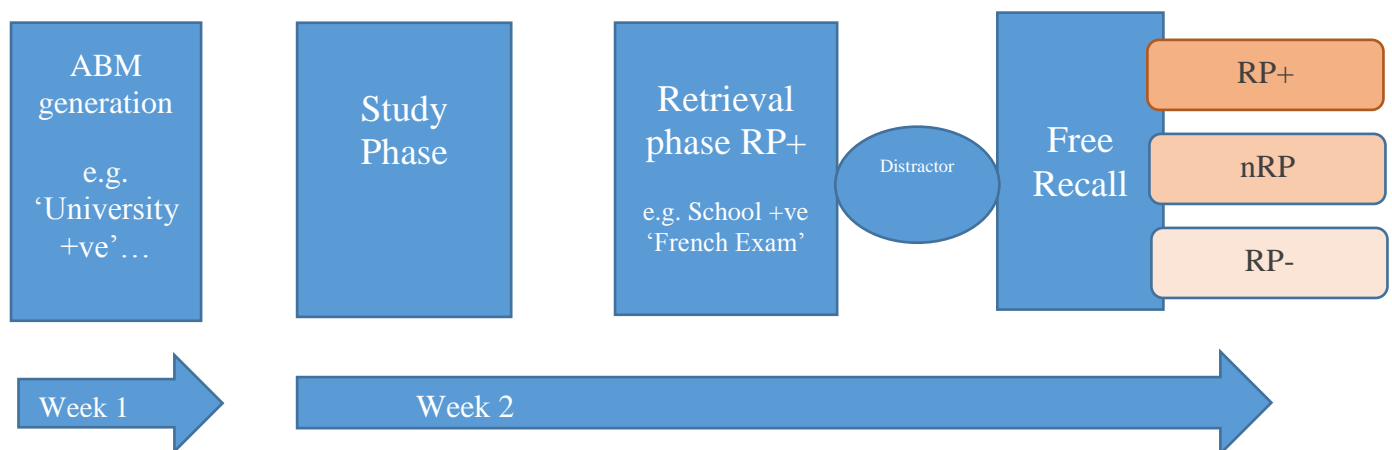 ABM
generation
e.g.
‘University
+ve’…
Study
Phase
Retrieval
phase RP+
e.g. School +ve
‘French Exam’
Distractor
Free
Recall
RP+
nRP
RP-
Week 1
Week 2